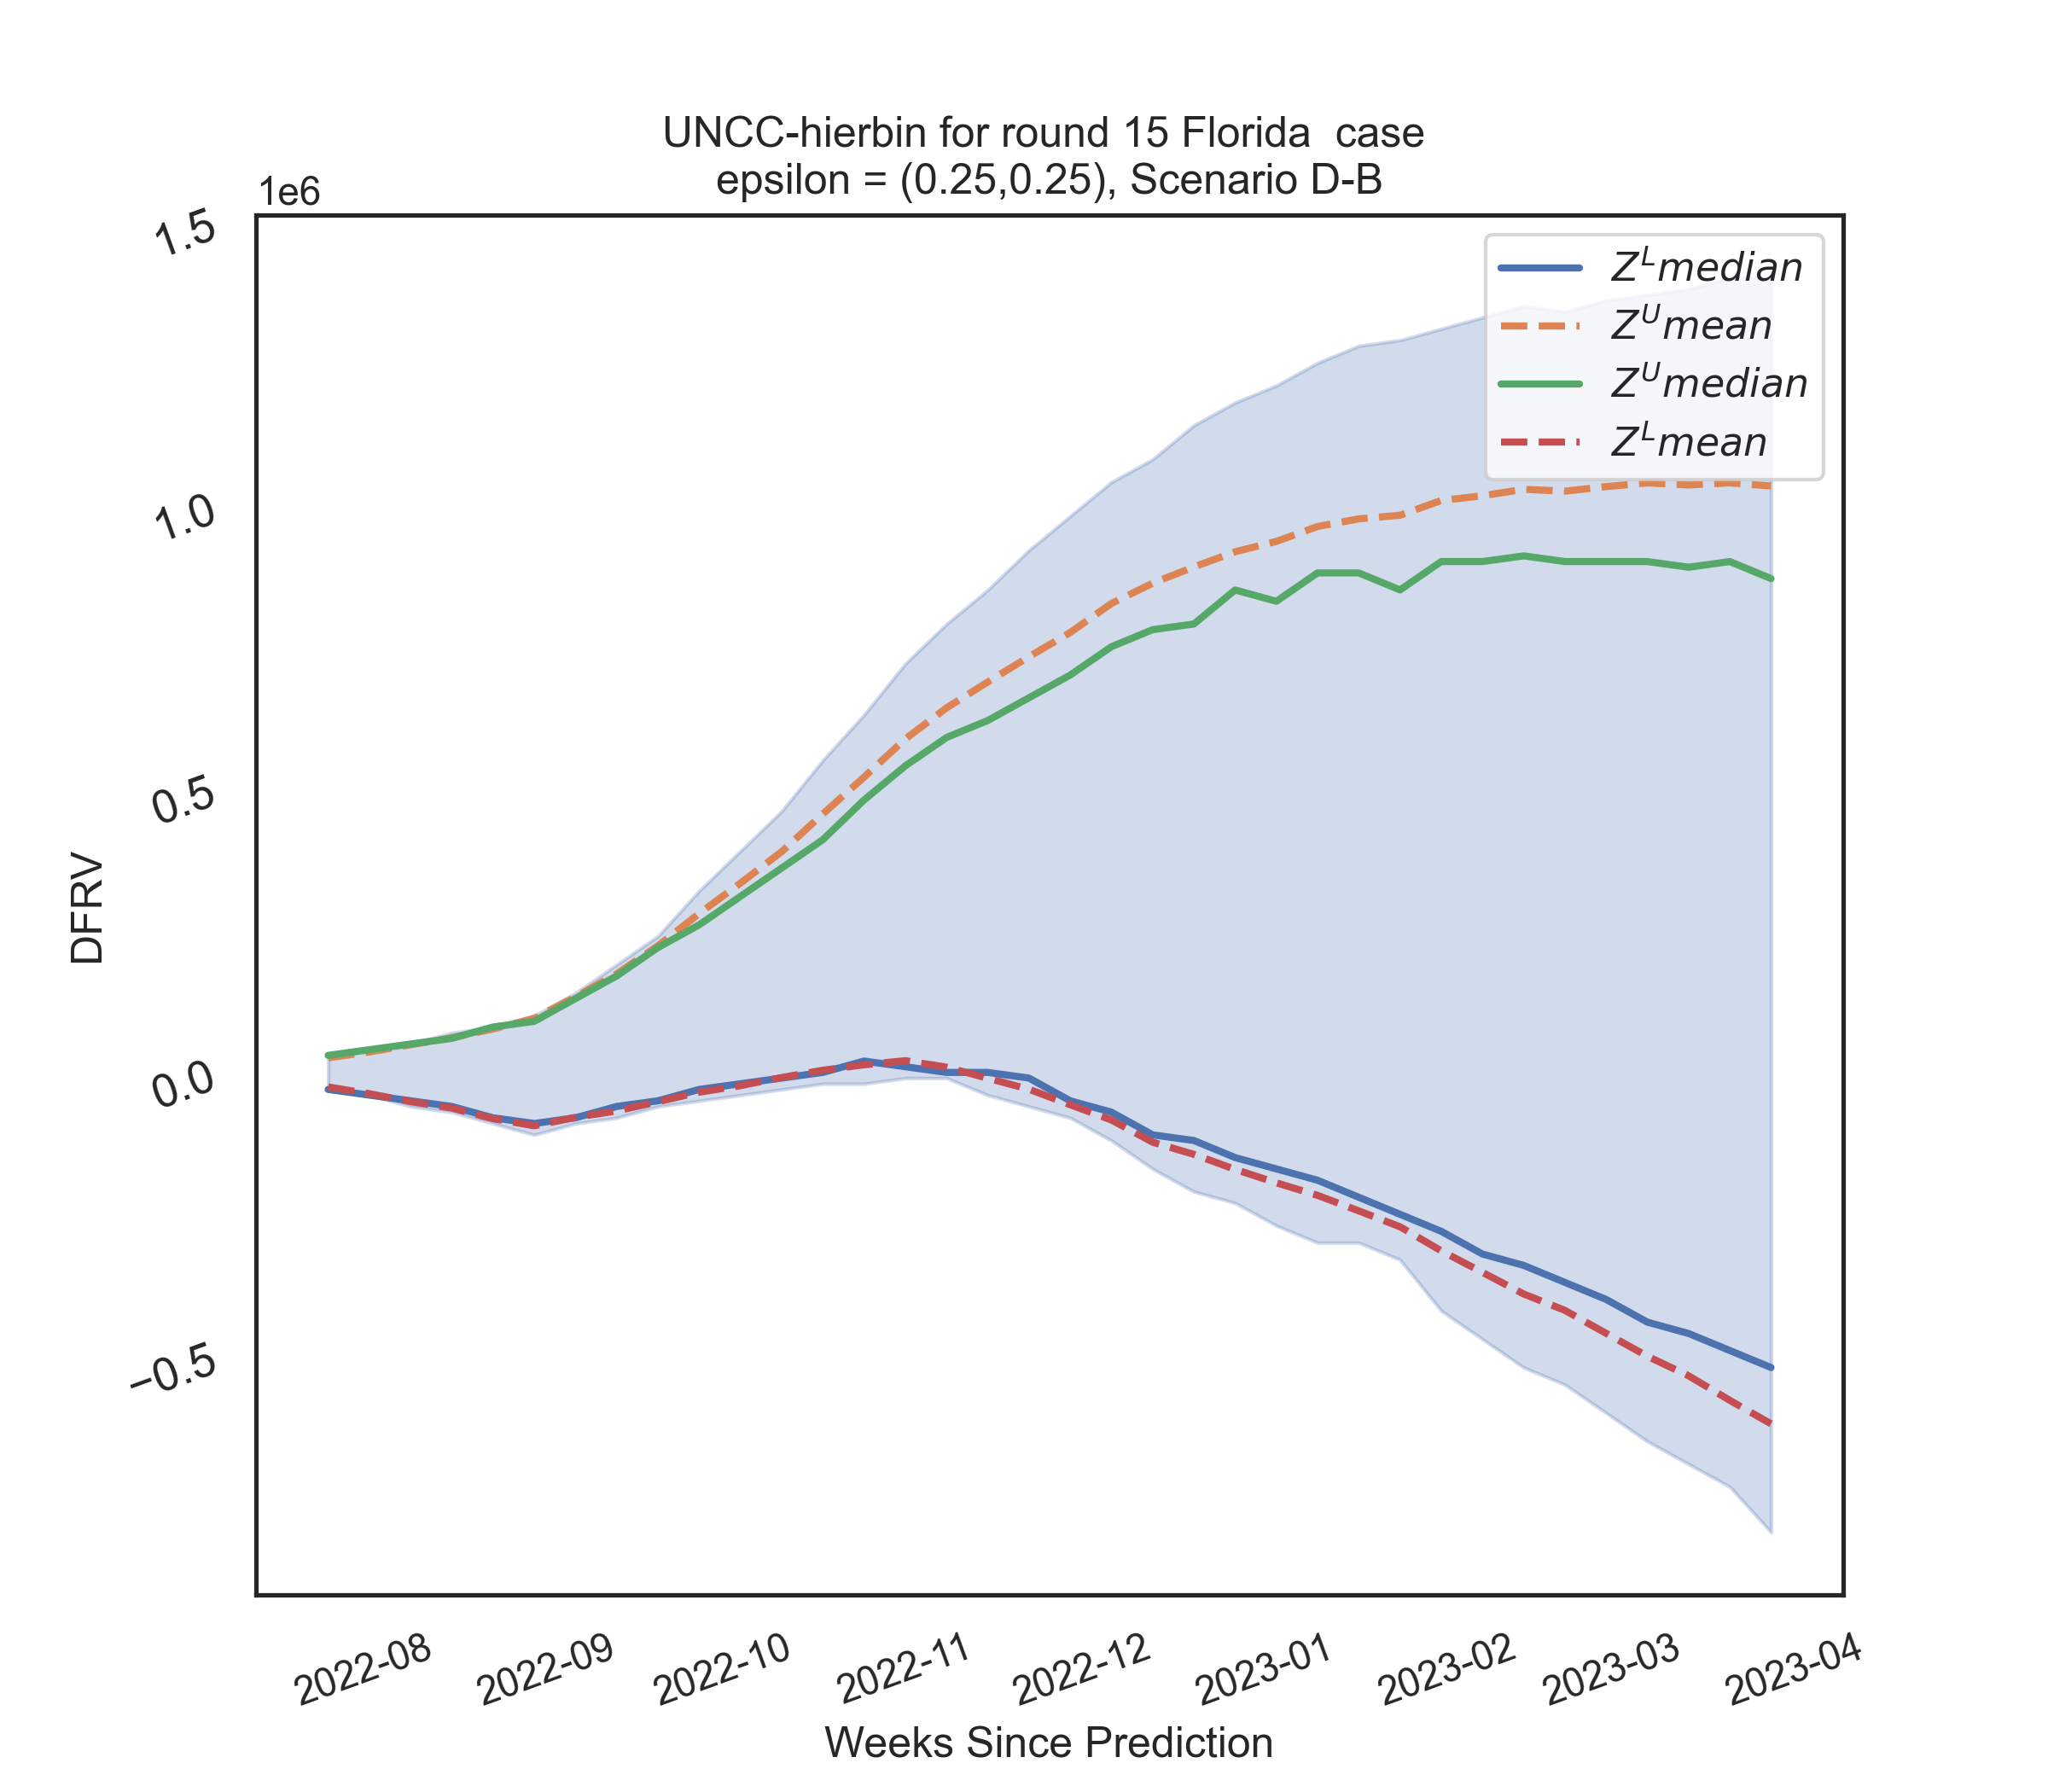 UNCC-hierbin for round 15 Florida  case
epsilon = (0.25,0.25), Scenario D-B
1e6
1.5
1.0
0.5
0.0
−0.5
DFRV
Z^L median
Z^U mean
Z^U median
Z^L mean
2022-08 2022-09 2022-10 2022-11 2022-12 2023-01 2023-02 2023-03 2023-04
Weeks Since Prediction